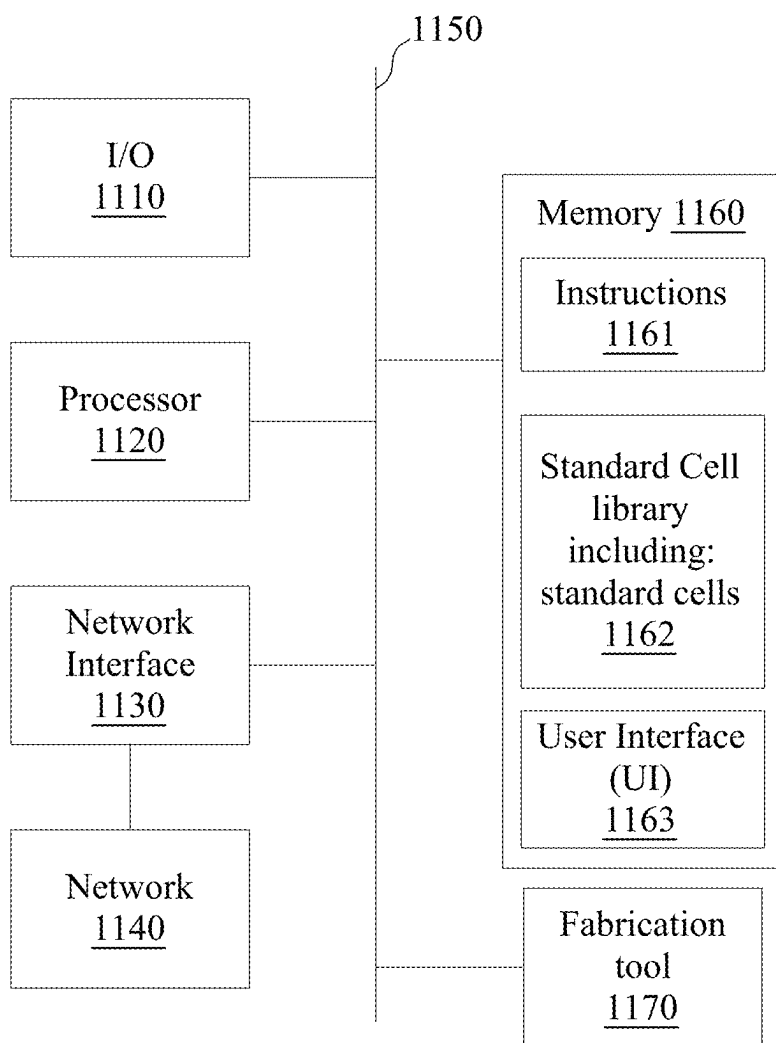 1150
I/O
1110
Processor
1120
Network
Interface
1130
Network
1140
Memory 1160
Instructions
1161
Standard Cell
library
including:
standard cells
1162
User Interface
(UI)
1163
Fabrication
tool
1170